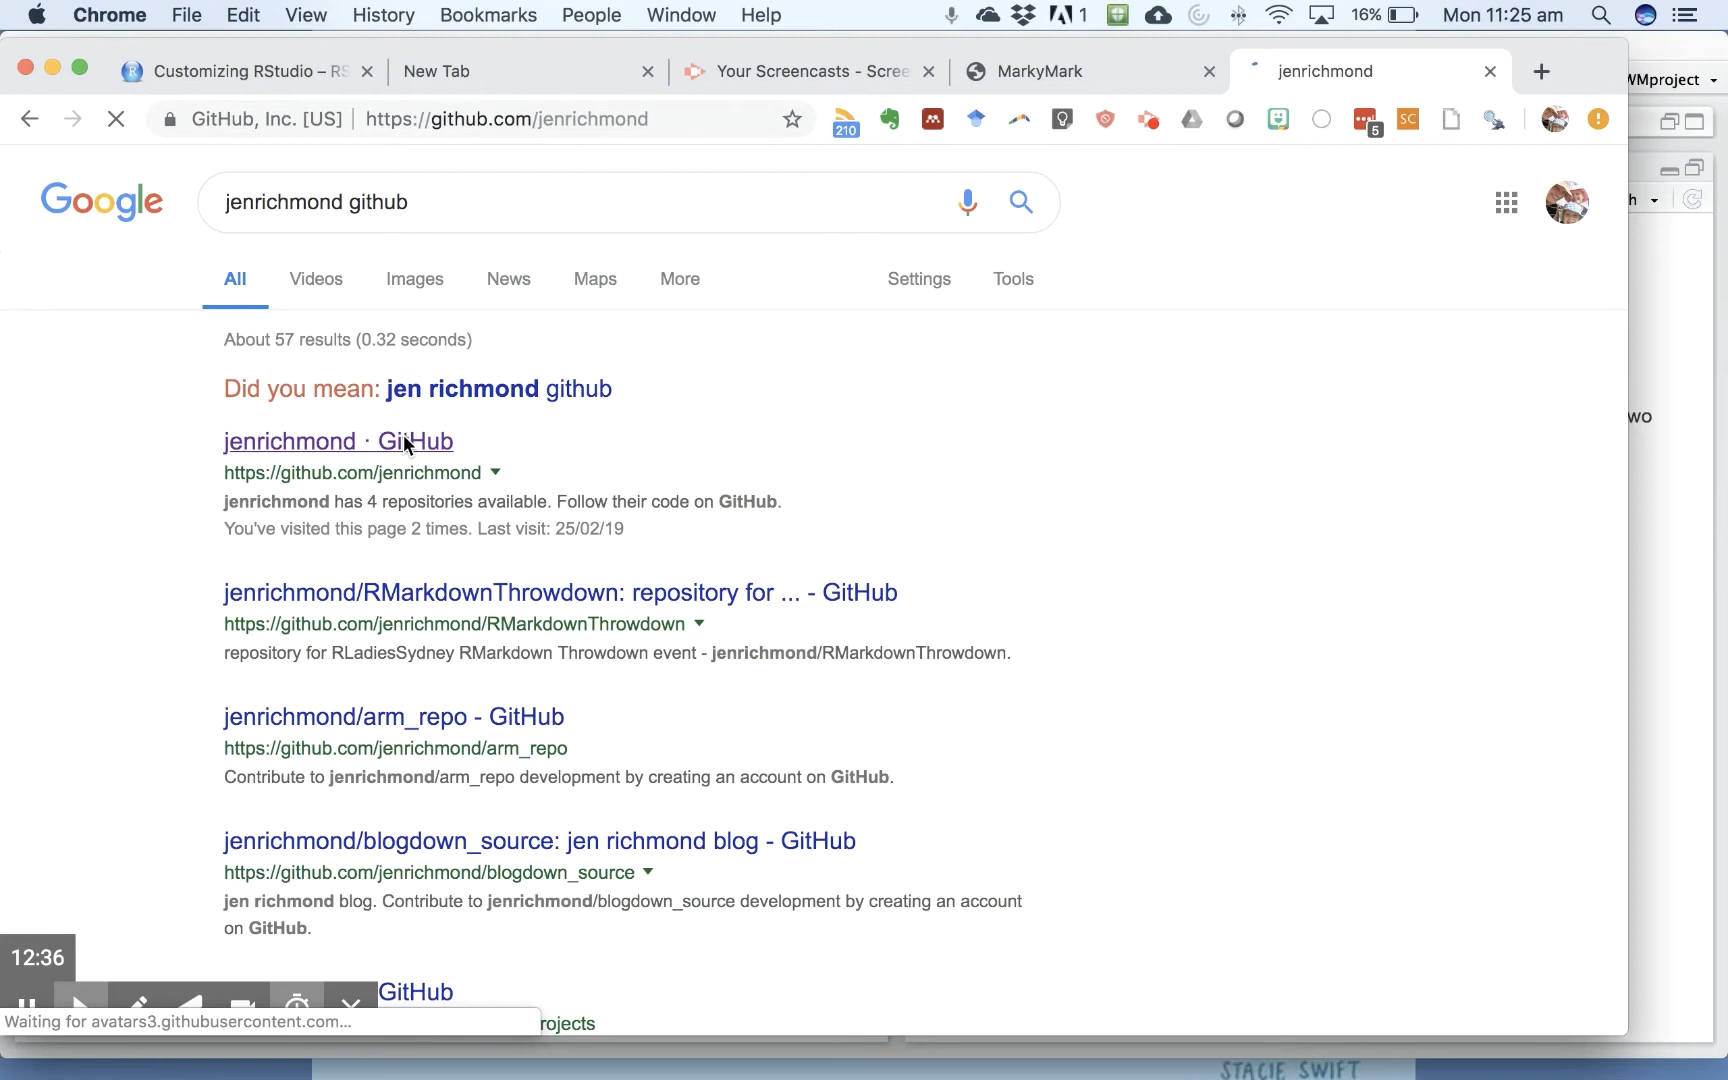 Chrome File Edit View History Bookmarks People Window Help 1 16% Mon 11:25 am
Customizing RStudio – RS New Tab Your Screencasts - Scree MarkyMark jenrichmond
WMproject
GitHub, Inc. [US] https://github.com/jenrichmond 210 5 SC
Google jenrichmond github
h
All Videos Images News Maps More Settings Tools
About 57 results (0.32 seconds)
Did you mean: jen richmond github
wo
jenrichmond · GitHub
https://github.com/jenrichmond
jenrichmond has 4 repositories available. Follow their code on GitHub.
You've visited this page 2 times. Last visit: 25/02/19
jenrichmond/RMarkdownThrowdown: repository for ... - GitHub
https://github.com/jenrichmond/RMarkdownThrowdown
repository for RLadiesSydney RMarkdown Throwdown event - jenrichmond/RMarkdownThrowdown.
jenrichmond/arm_repo - GitHub
https://github.com/jenrichmond/arm_repo
Contribute to jenrichmond/arm_repo development by creating an account on GitHub.
jenrichmond/blogdown_source: jen richmond blog - GitHub
https://github.com/jenrichmond/blogdown_source
jen richmond blog. Contribute to jenrichmond/blogdown_source development by creating an account
on GitHub.
12:36
GitHub
Waiting for avatars3.githubusercontent.com...
rojects
STACIE SWIFT